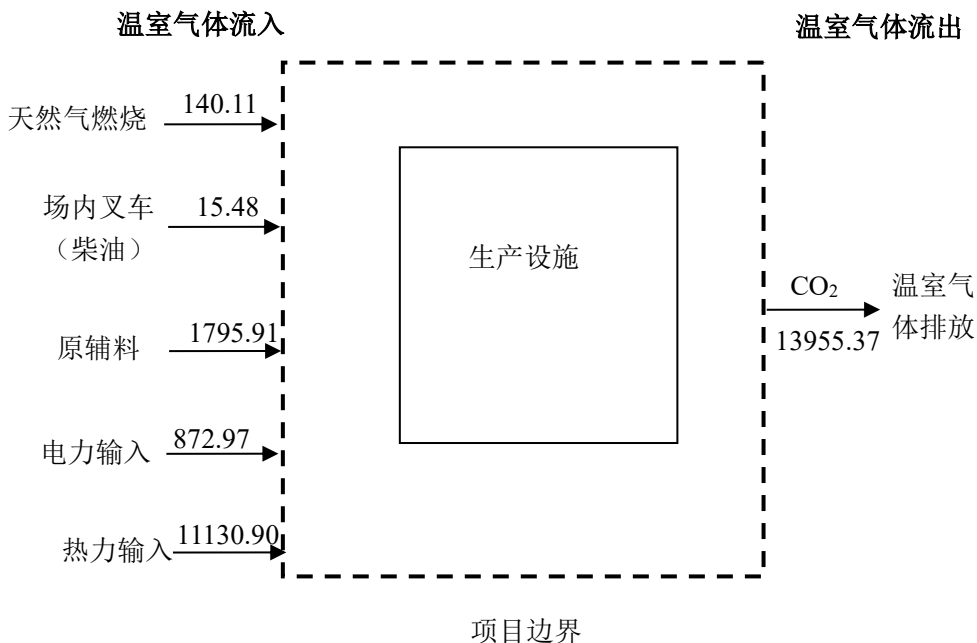 温室气体流入
温室气体流出
天然气燃烧
140.11
场内叉车
（柴油）
15.48
原辅料
1795.91
电力输入
872.97
热力输入
11130.90
生产设施
CO₂
13955.37
温室气
体排放
项目边界